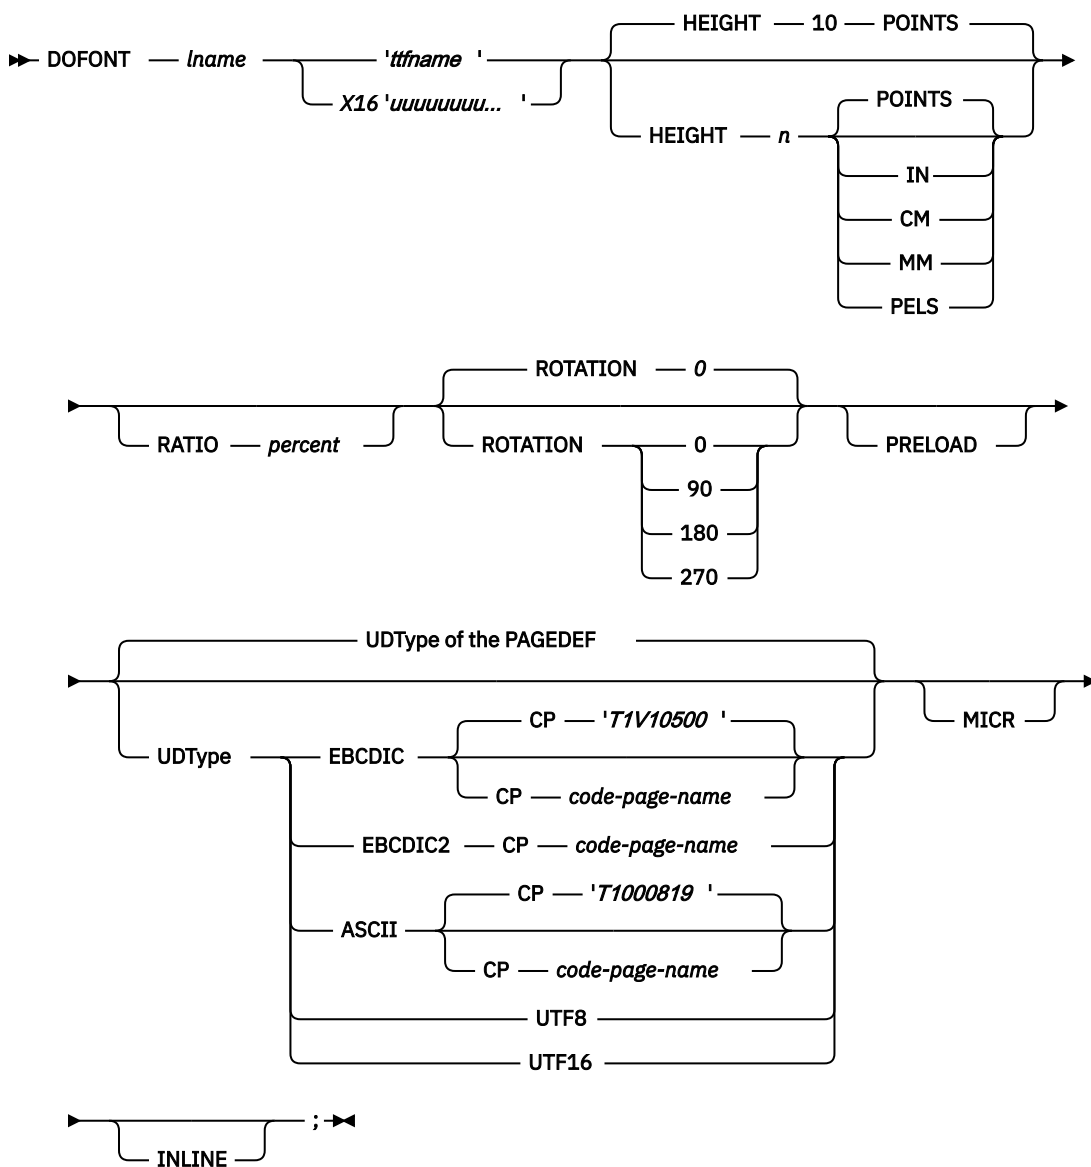 HEIGHT 10 POINTS
DOFONT lname 'ttfname '
X16 'uuuuuuuu... '
POINTS
HEIGHT n
IN
CM
MM
PELS
ROTATION 0
RATIO percent ROTATION 0 PRELOAD
90
180
270
UDType of the PAGEDEF
CP 'T1V10500 '
MICR
UDType EBCDIC
CP code-page-name
EBCDIC2 CP code-page-name
CP 'T1000819 '
ASCII
CP code-page-name
UTF8
UTF16
;
INLINE